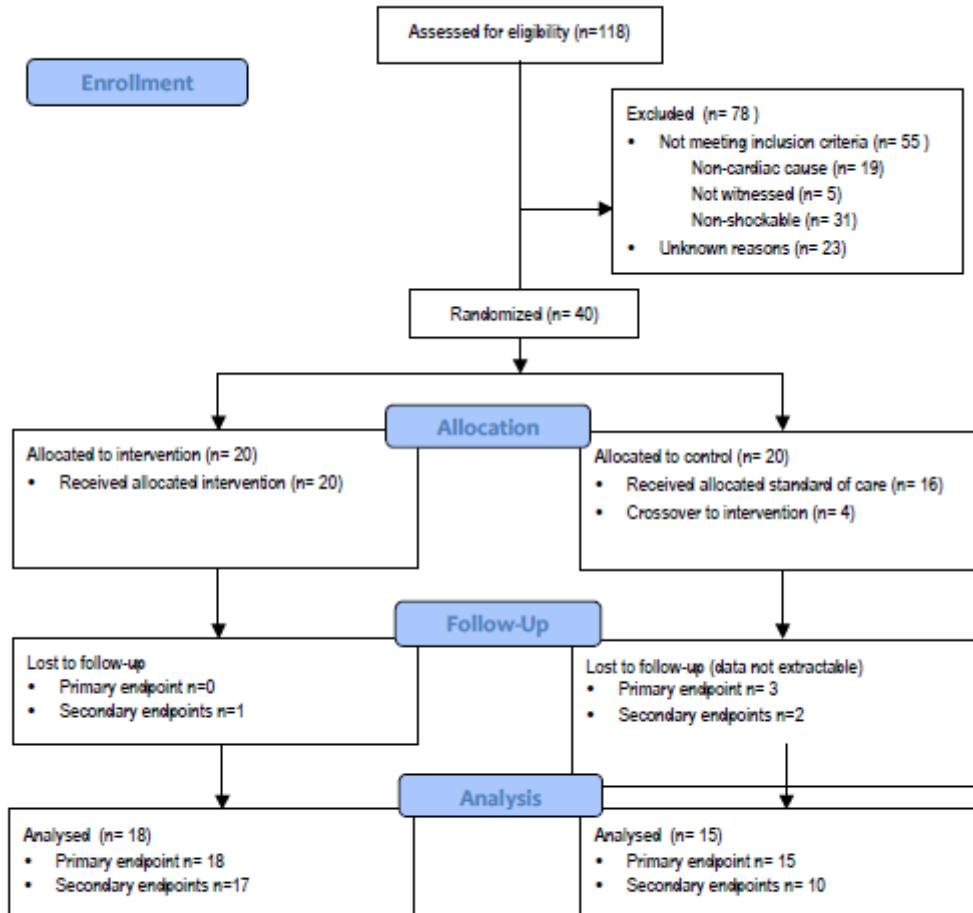 Assessed for eligibility (n=118)
Enrollment
Excluded (n= 78 )
• Not meeting inclusion criteria (n= 55 )
Non-cardiac cause (n= 19)
Not witnessed (n= 5)
Non-shockable (n= 31)
• Unknown reasons (n= 23)
Randomized (n= 40)
Allocation
Allocated to intervention (n= 20)
• Received allocated intervention (n= 20)
Allocated to control (n= 20)
• Received allocated standard of care (n= 16)
• Crossover to intervention (n= 4)
Follow-Up
Lost to follow-up
• Primary endpoint n=0
• Secondary endpoints n=1
Lost to follow-up (data not extractable)
• Primary endpoint n= 3
• Secondary endpoints n=2
Analysis
Analysed (n= 18)
• Primary endpoint n= 18
• Secondary endpoints n=17
Analysed (n= 15)
• Primary endpoint n= 15
• Secondary endpoints n= 10